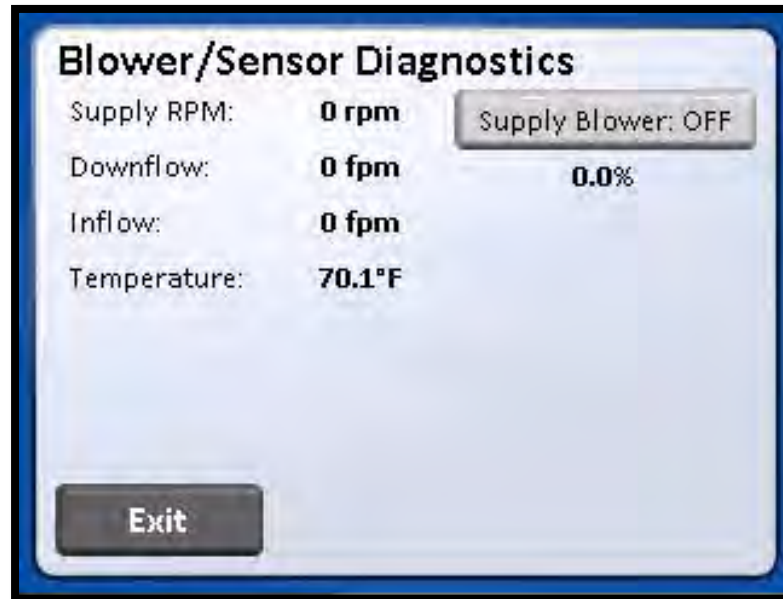 Blower/Sensor Diagnostics
Supply RPM: 0 rpm Supply Blower: OFF
Downflow: 0 fpm 0.0%
Inflow: 0 fpm
Temperature: 70.1°F
Exit